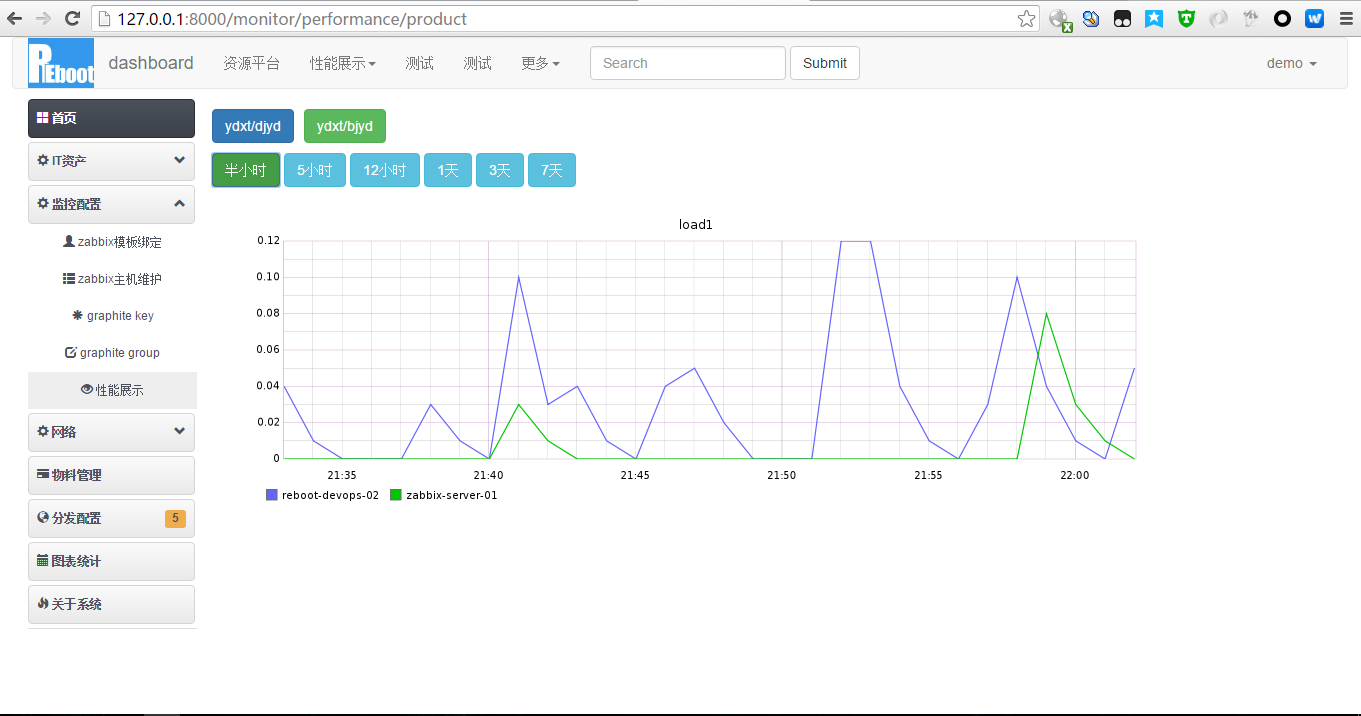 127.0.0.1:8000/monitor/performance/product
REboot dashboard 资源平台 性能展示 测试 测试 更多 Search Submit demo
首页
IT资产
监控配置
zabbix模板绑定
zabbix主机维护
graphite key
graphite group
性能展示
网络
物料管理
分发配置 5
图表统计
关于系统
ydxt/djyd ydxt/bjyd
半小时 5小时 12小时 1天 3天 7天
load1
0.12
0.10
0.08
0.06
0.04
0.02
0
21:35 21:40 21:45 21:50 21:55 22:00
reboot-devops-02 zabbix-server-01